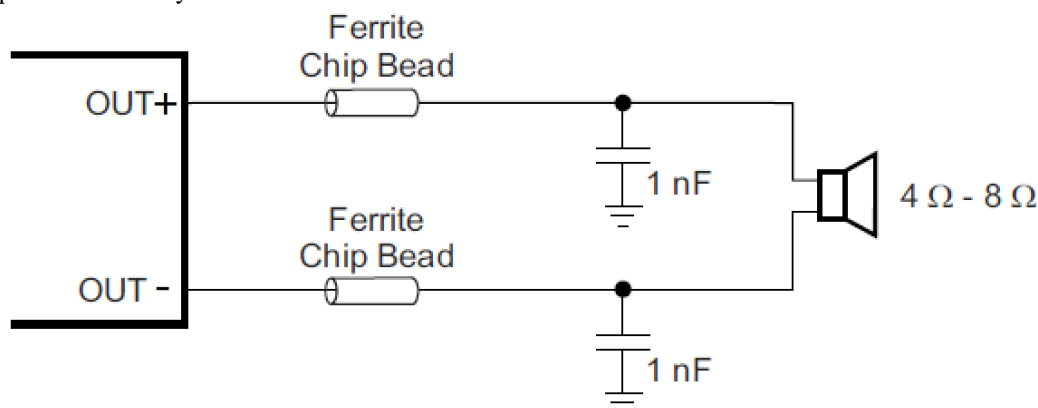 Ferrite
Chip Bead
OUT+
1 nF
4 Ω - 8 Ω
Ferrite
Chip Bead
OUT -
1 nF